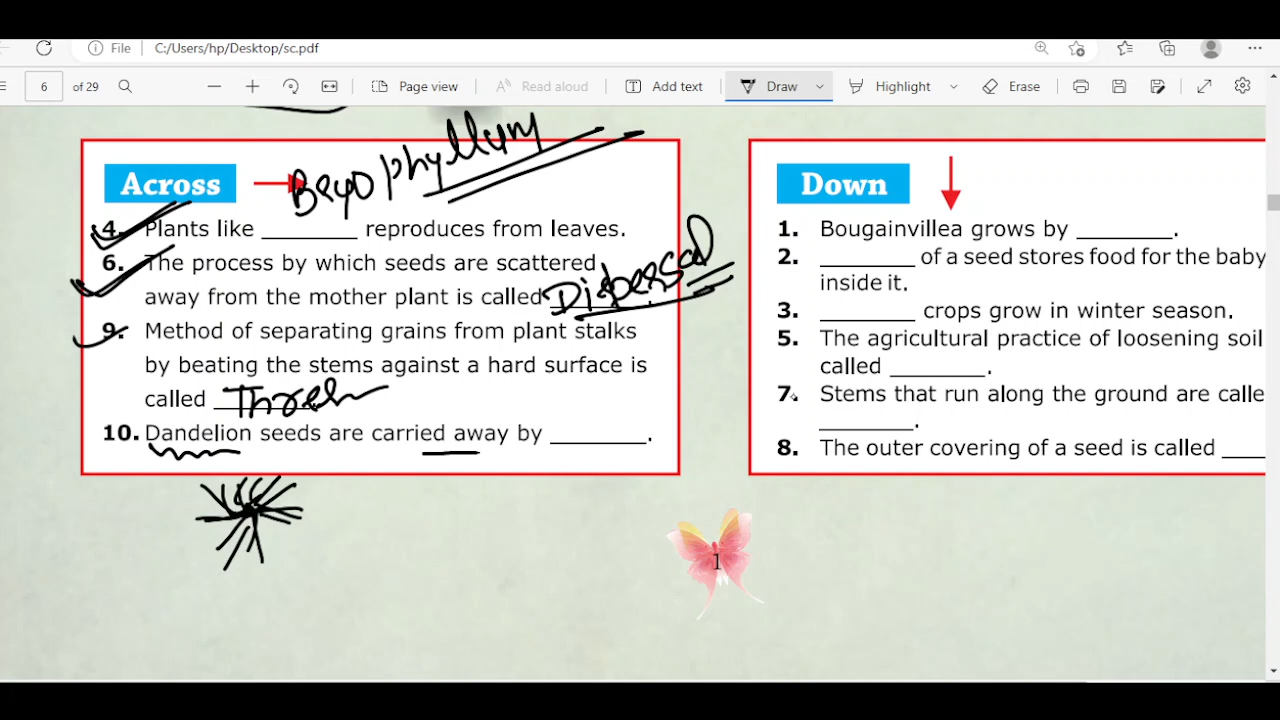 File C:/Users/hp/Desktop/sc.pdf
6 of 29 Page view Read aloud Add text Draw Highlight Erase
Across
Beyophyllum
4. Plants like ________ reproduces from leaves.
6. The process by which seeds are scattered
away from the mother plant is called Dispersal.
9. Method of separating grains from plant stalks
by beating the stems against a hard surface is
called Thresh
10. Dandelion seeds are carried away by ________.
Down
1. Bougainvillea grows by ________.
2. ________ of a seed stores food for the baby
inside it.
3. ________ crops grow in winter season.
5. The agricultural practice of loosening soil
called ________.
7. Stems that run along the ground are calle
________.
8. The outer covering of a seed is called ____
1